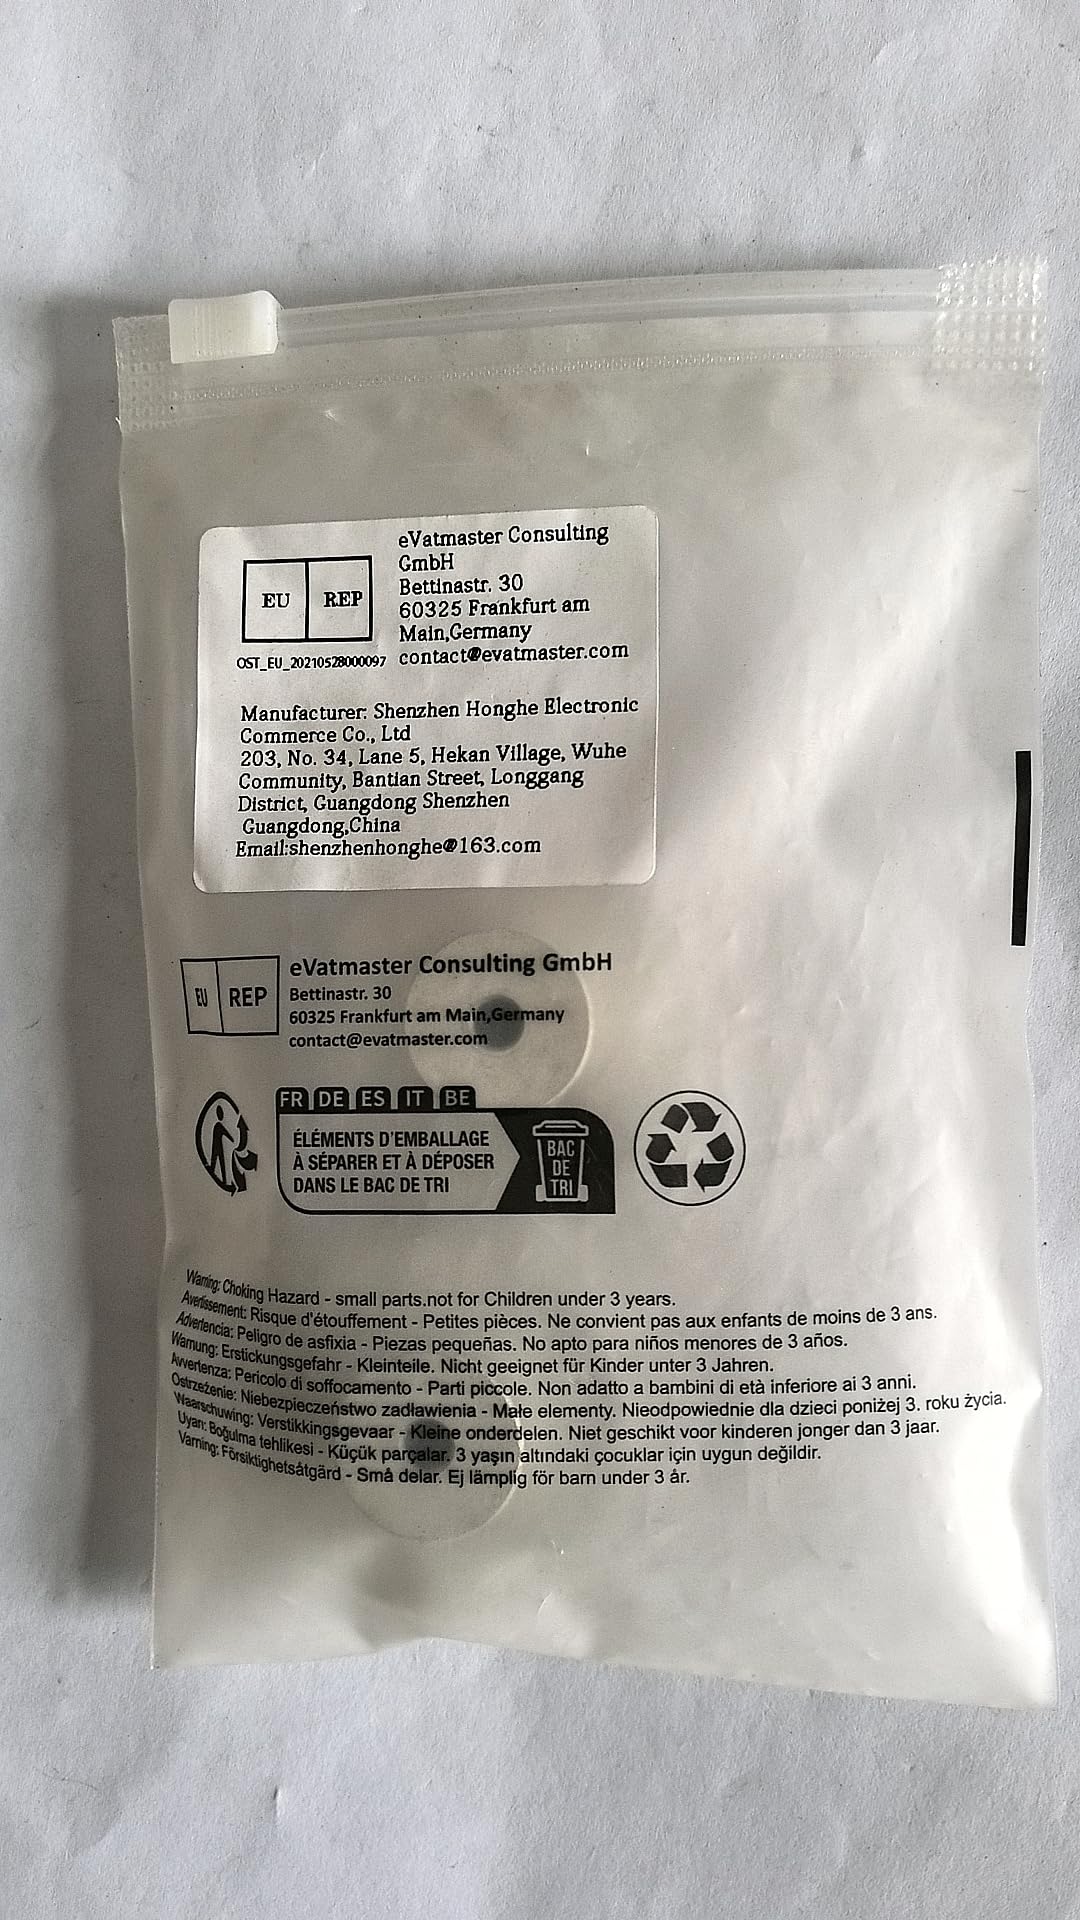 eVatmaster Consulting
GmbH
Bettinastr. 30
60325 Frankfurt am
Main,Germany
contact@evatmaster.com
EU REP
OST_EU_20210528000097
Manufacturer: Shenzhen Honghe Electronic
Commerce Co., Ltd
203, No. 34, Lane 5, Hekan Village, Wuhe
Community, Bantian Street, Longgang
District, Guangdong Shenzhen
Guangdong,China
Email:shenzhenhonghe@163.com
EU REP
eVatmaster Consulting GmbH
Bettinastr. 30
60325 Frankfurt am Main,Germany
contact@evatmaster.com
FR DE ES IT BE
ÉLÉMENTS D'EMBALLAGE
À SÉPARER ET À DÉPOSER
DANS LE BAC DE TRI
BAC
DE
TRI
Warning: Choking Hazard - small parts.not for Children under 3 years.
Avertissement: Risque d'étouffement - Petites pièces. Ne convient pas aux enfants de moins de 3 ans.
Advertencia: Peligro de asfixia - Piezas pequeñas. No apto para niños menores de 3 años.
Warnung: Erstickungsgefahr - Kleinteile. Nicht geeignet für Kinder unter 3 Jahren.
Avvertenza: Pericolo di soffocamento - Parti piccole. Non adatto a bambini di età inferiore ai 3 anni.
Ostrzeżenie: Niebezpieczeństwo zadławienia - Małe elementy. Nieodpowiednie dla dzieci poniżej 3. roku życia.
Waarschuwing: Verstikkingsgevaar - Kleine onderdelen. Niet geschikt voor kinderen jonger dan 3 jaar.
Uyarı: Boğulma tehlikesi - Küçük parçalar. 3 yaşın altındaki çocuklar için uygun değildir.
Varning: Försiktighetsåtgärd - Små delar. Ej lämplig för barn under 3 år.